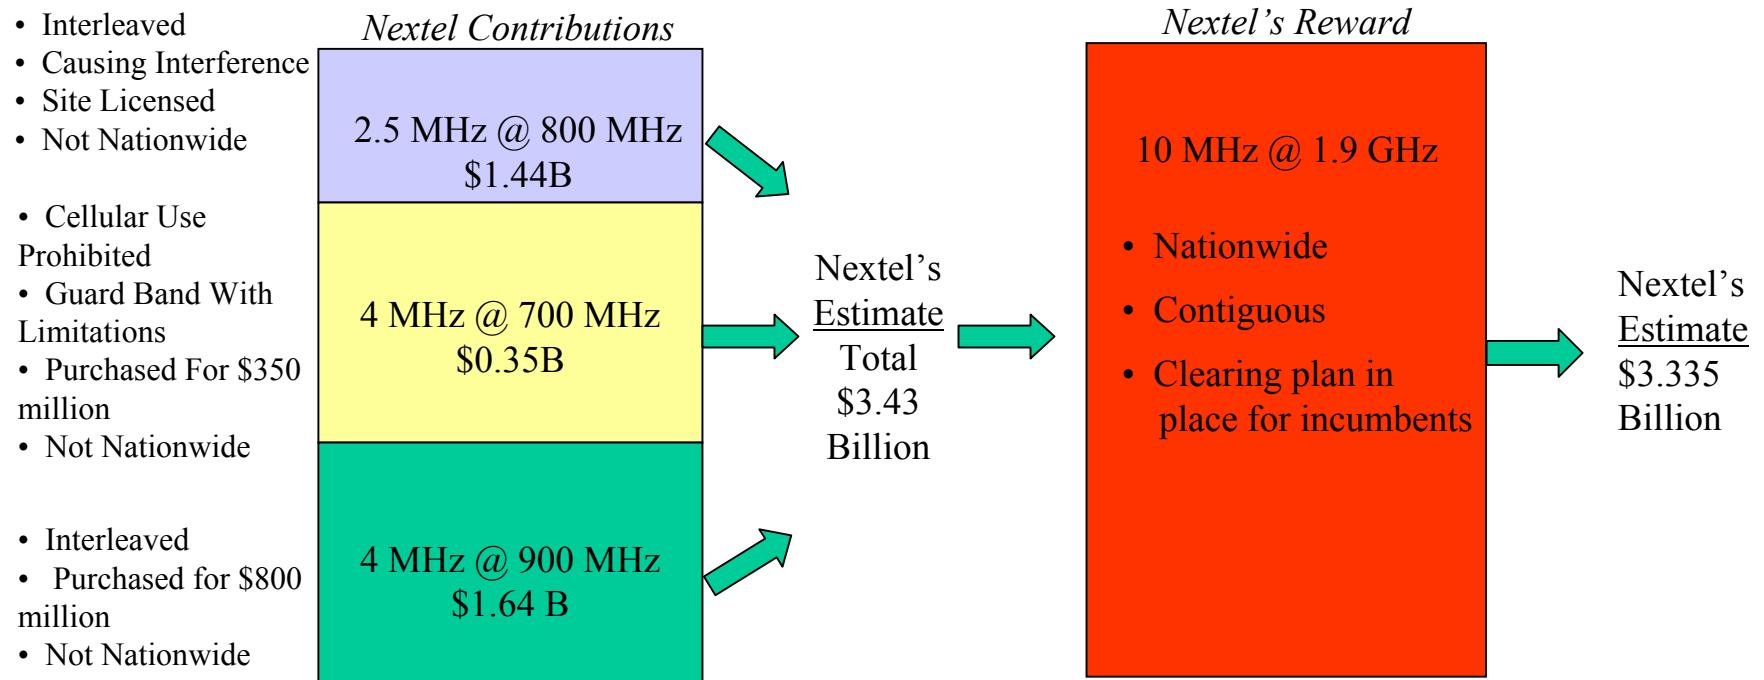 • Interleaved
• Causing Interference
• Site Licensed
• Not Nationwide
• Cellular Use
Prohibited
• Guard Band With
Limitations
• Purchased For $350
million
• Not Nationwide
• Interleaved
• Purchased for $800
million
• Not Nationwide
Nextel Contributions
2.5 MHz @ 800 MHz
$1.44B
4 MHz @ 700 MHz
$0.35B
4 MHz @ 900 MHz
$1.64 B
Nextel’s
Estimate
Total
$3.43
Billion
Nextel’s Reward
10 MHz @ 1.9 GHz
• Nationwide
• Contiguous
• Clearing plan in
place for incumbents
Nextel’s
Estimate
$3.335
Billion